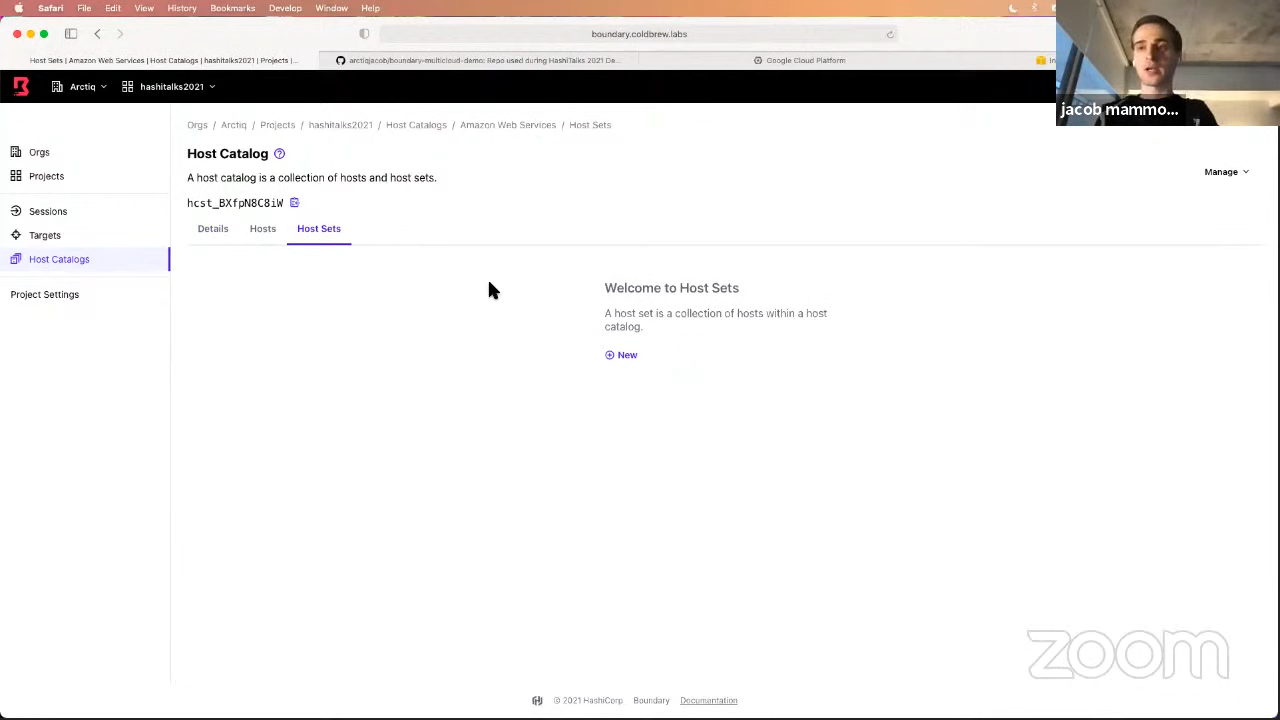 Safari File Edit View History Bookmarks Develop Window Help
boundary.coldbrew.labs
Host Sets | Amazon Web Services | Host Catalogs | hashitalks2021 | Projects |...
arctiqjacob/boundary-multicloud-demo: Repo used during HashiTalks 2021 De...
Google Cloud Platform
In
jacob mammo...
Arctiq
hashitalks2021
Orgs / Arctiq / Projects / hashitalks2021 / Host Catalogs / Amazon Web Services / Host Sets
Orgs
Projects
Sessions
Targets
Host Catalogs
Project Settings
Host Catalog
A host catalog is a collection of hosts and host sets.
Manage
hcst_BXfpN8C8iW
Details Hosts Host Sets
Welcome to Host Sets
A host set is a collection of hosts within a host
catalog.
New
zoom
© 2021 HashiCorp Boundary Documentation